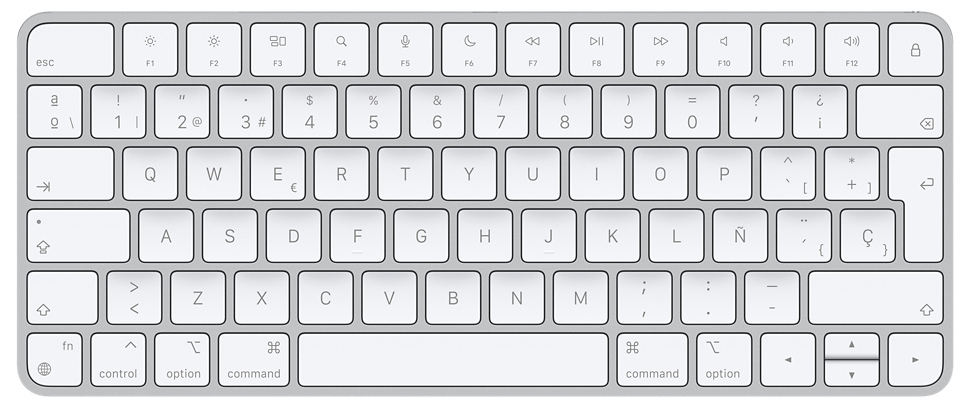 esc F1 F2 F3 F4 F5 F6 F7 F8 F9 F10 F11 F12
ª ! " · $ % & / ( ) = ? ¿
º \ 1 | 2 @ 3 # 4 5 6 7 8 9 0 ' ¡
Q W E € R T Y U I O P ^ ` [ * + ]
A S D F G H J K L Ñ ¨ ´ { Ç }
> < Z X C V B N M ; , : . _ -
fn control option command command option